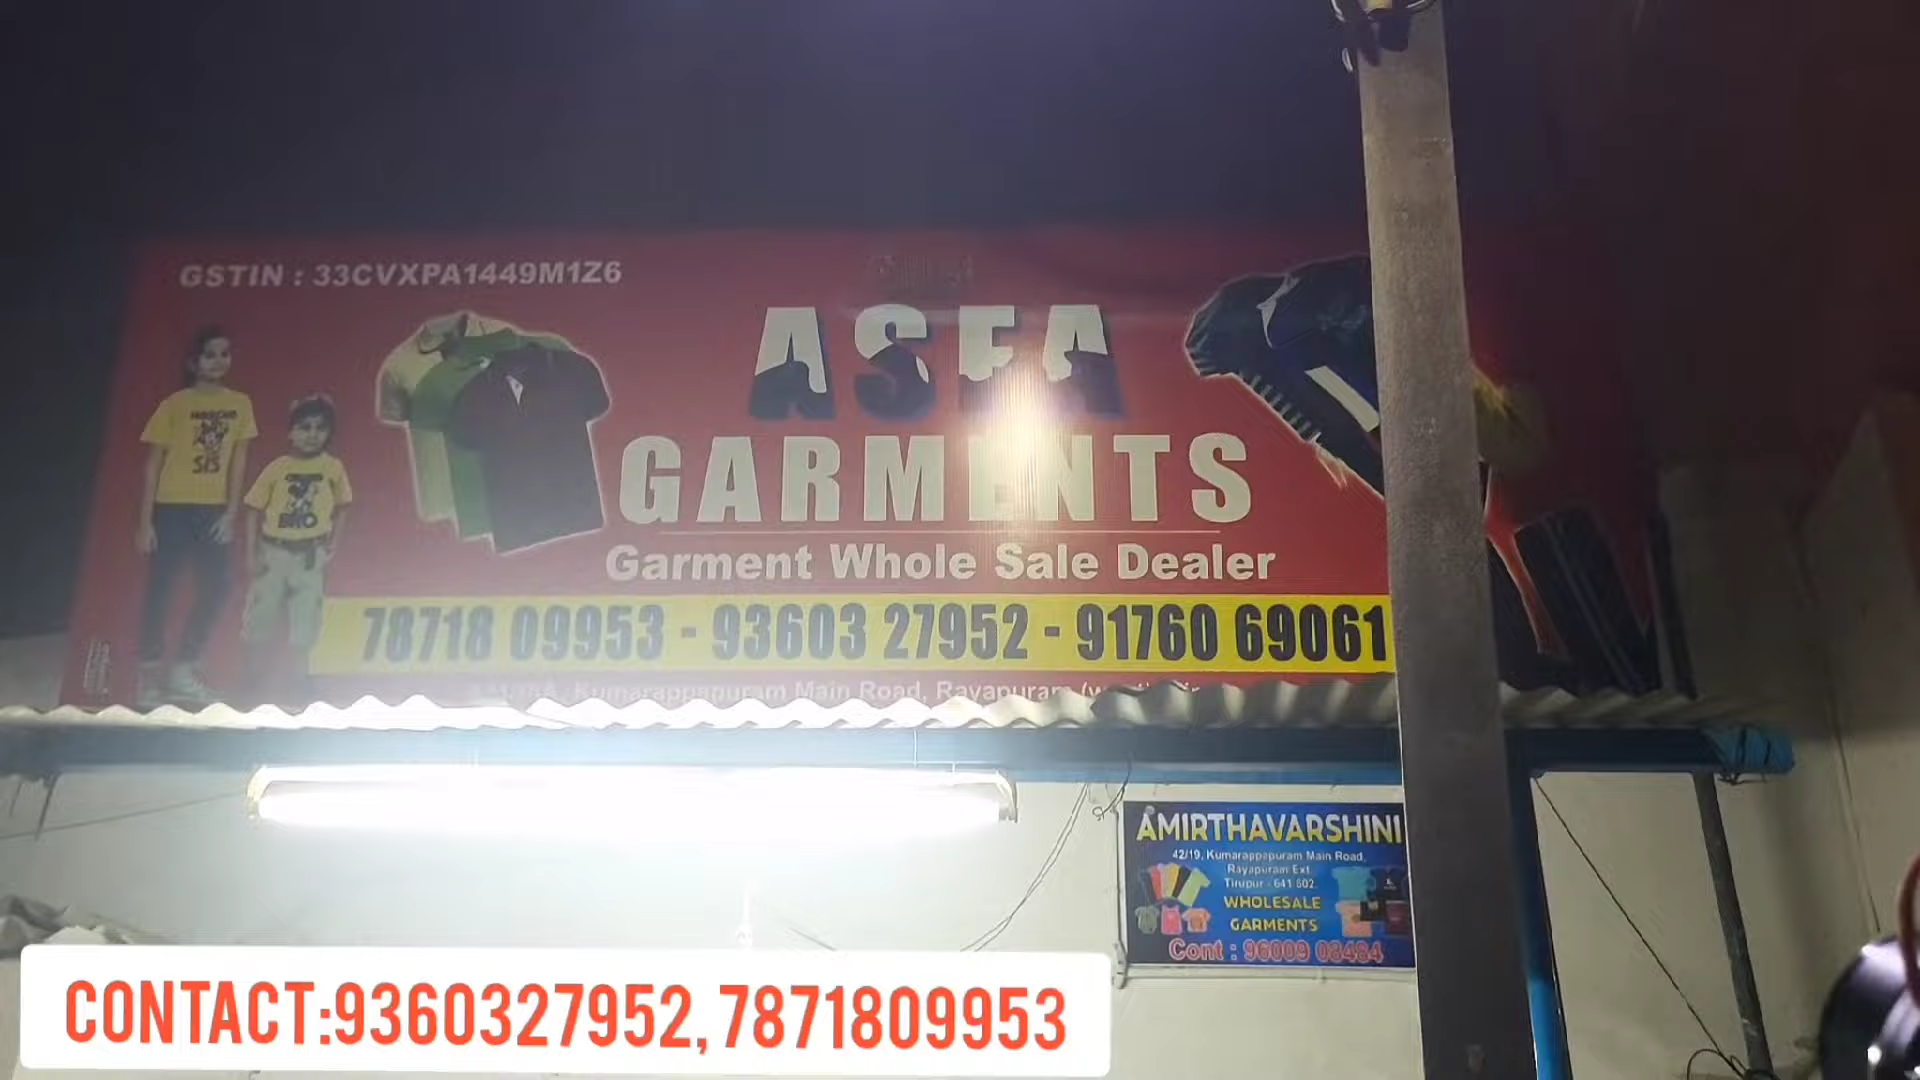 GSTIN : 33CVXPA1449M1Z6
ASFA
GARMENTS
Garment Whole Sale Dealer
78718 09953 - 93603 27952 - 91760 69061
Kumarappapuram Main Road, Rayapuram
SIS
BRO
AMIRTHAVARSHINI
42/19, Kumarappapuram Main Road,
Rayapuram Ext.
Tirupur - 641 602.
WHOLESALE
GARMENTS
Cont : 96009 08484
CONTACT:9360327952, 7871809953